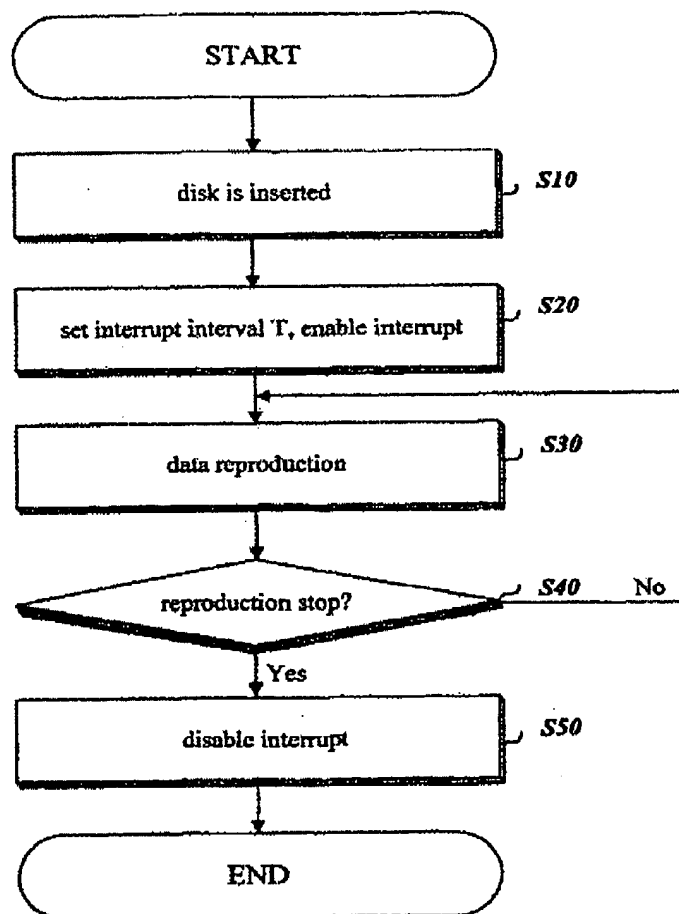 START
disk is inserted
S10
set interrupt interval T, enable interrupt
S20
data reproduction
S30
reproduction stop?
S40
No
Yes
disable interrupt
S50
END